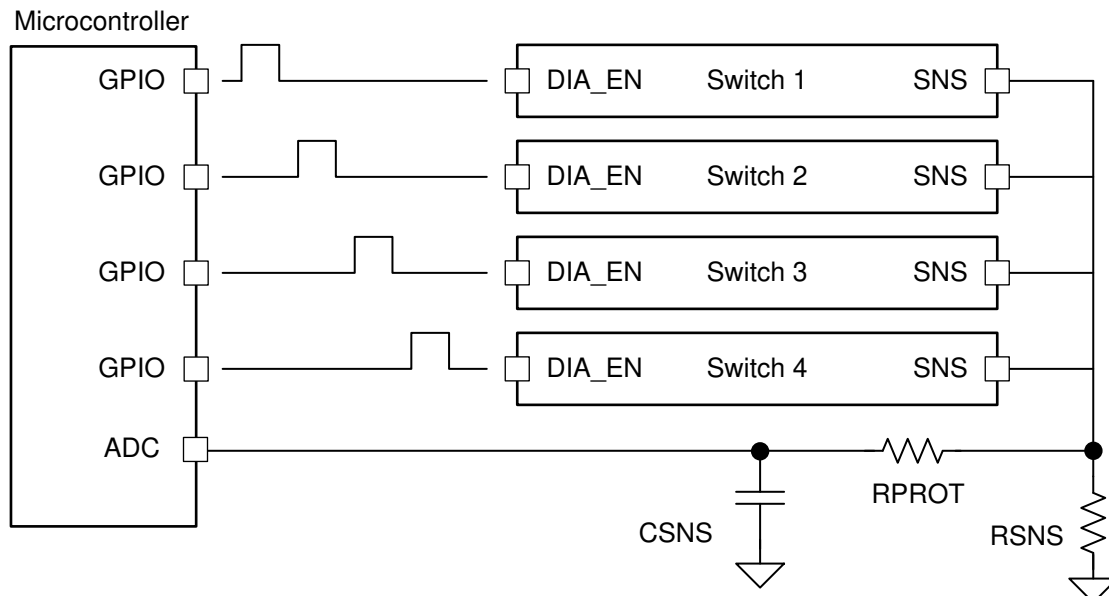 Microcontroller
GPIO DIA_EN Switch 1 SNS
GPIO DIA_EN Switch 2 SNS
GPIO DIA_EN Switch 3 SNS
GPIO DIA_EN Switch 4 SNS
ADC
RPROT
CSNS
RSNS